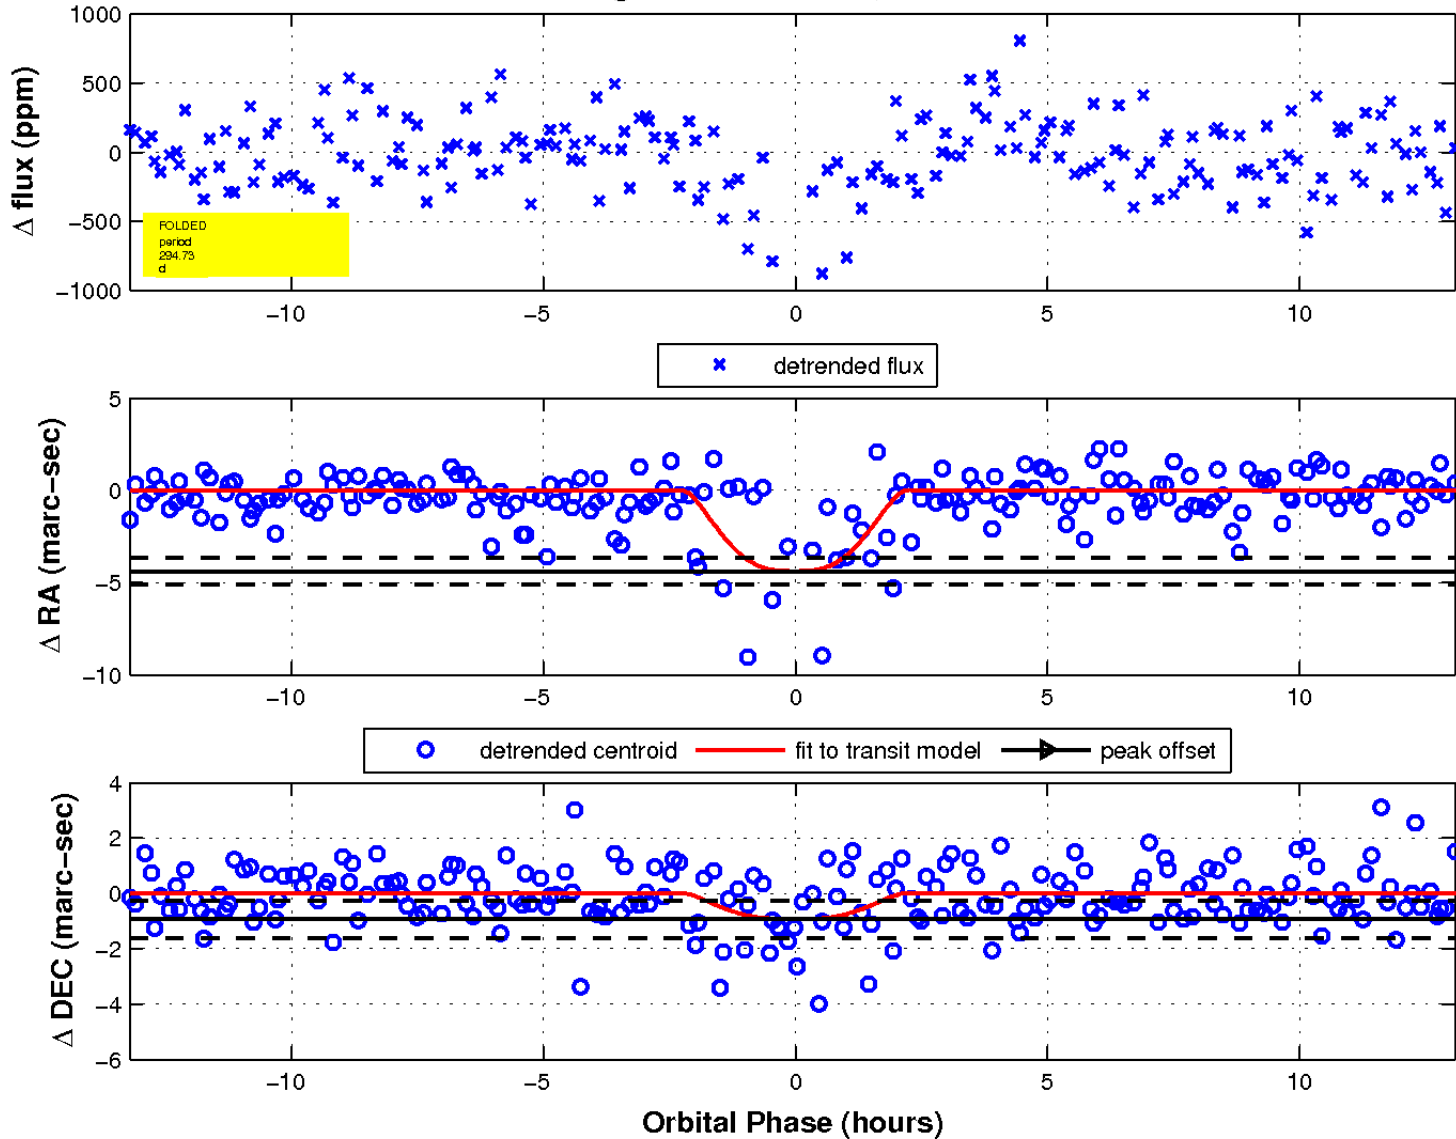 1000
500
0
−500
−1000
Δ flux (ppm)
FOLDED
period
294.73
d
−10 −5 0 5 10
detrended flux
5
0
−5
−10
Δ RA (marc−sec)
−10 −5 0 5 10
detrended centroid fit to transit model peak offset
4
2
0
−2
−4
−6
Δ DEC (marc−sec)
−10 −5 0 5 10
Orbital Phase (hours)